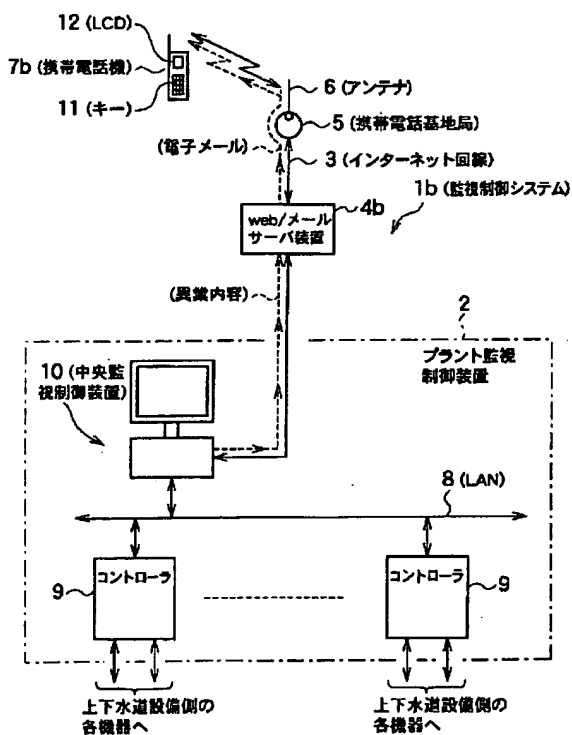 12 (LCD)
7b (携帯電話機)
11 (キー)
6 (アンテナ)
5 (携帯電話基地局)
(電子メール)
3 (インターネット回線)
4b
1b (監視制御システム)
web/メール
サーバ装置
(異常内容)
2
プラント監視
制御装置
10 (中央監
視制御装置)
8 (LAN)
コントローラ
9
コントローラ
9
上下水道設備側の
各機器へ
上下水道設備側の
各機器へ